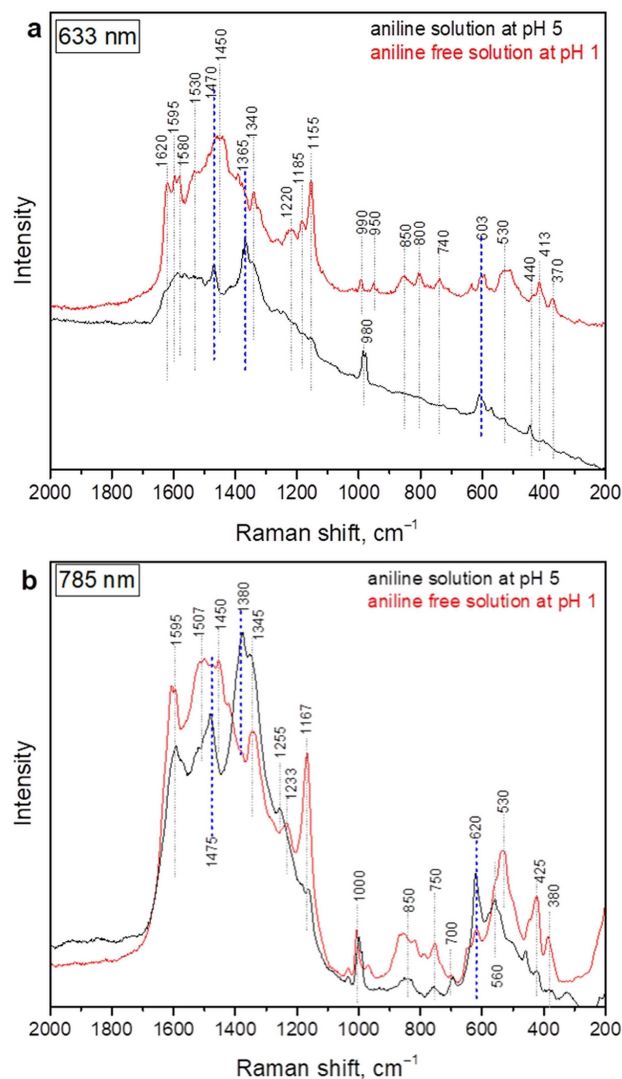 a
633 nm
aniline solution at pH 5
aniline free solution at pH 1
1620
1595
1580
1530
1470
1450
1365
1340
1220
1185
1155
990
980
950
850
800
740
603
530
440
413
370
Intensity
2000 1800 1600 1400 1200 1000 800 600 400 200
Raman shift, cm⁻¹
b
785 nm
aniline solution at pH 5
aniline free solution at pH 1
1595
1507
1475
1450
1380
1345
1255
1233
1167
1000
850
750
700
620
560
530
425
380
Intensity
2000 1800 1600 1400 1200 1000 800 600 400 200
Raman shift, cm⁻¹